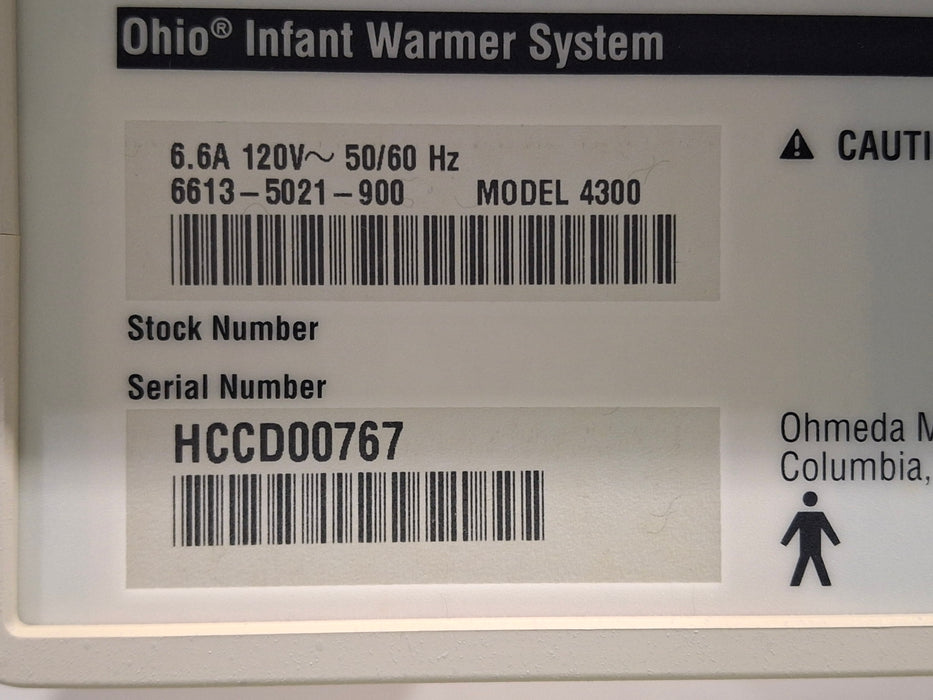 Ohio® Infant Warmer System
6.6A 120V~ 50/60 Hz
6613-5021-900 MODEL 4300
Stock Number
Serial Number
HCCD00767
CAUTI
Ohmeda M
Columbia,